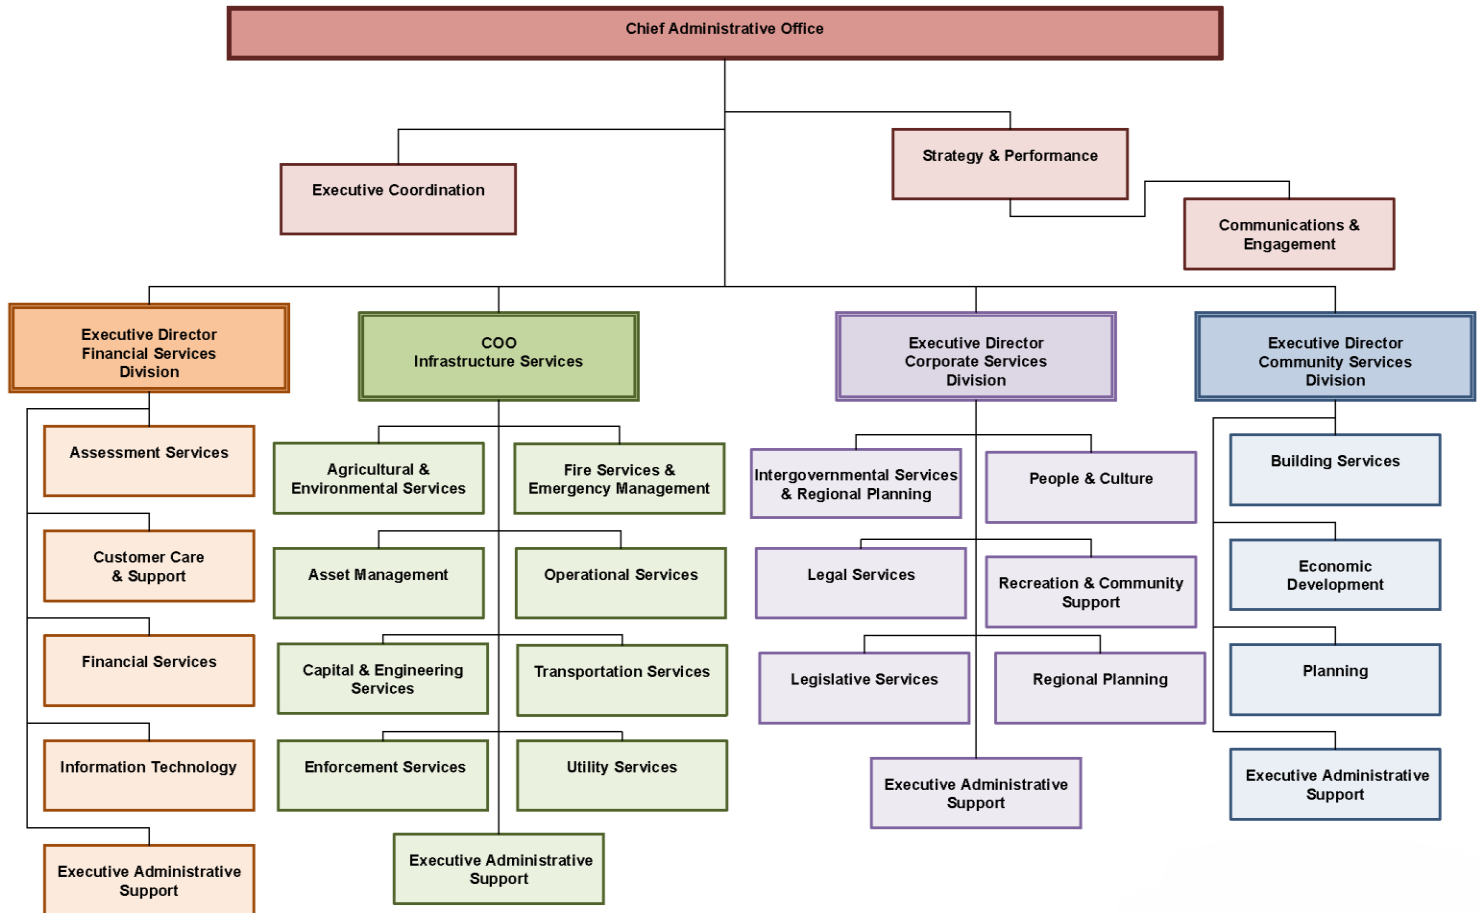 Chief Administrative Office
Strategy & Performance
Executive Coordination
Communications &
Engagement
Executive Director
Financial Services
Division
COO
Infrastructure Services
Executive Director
Corporate Services
Division
Executive Director
Community Services
Division
Assessment Services
Customer Care
& Support
Financial Services
Information Technology
Executive Administrative
Support
Agricultural &
Environmental Services
Fire Services &
Emergency Management
Asset Management
Operational Services
Capital & Engineering
Services
Transportation Services
Enforcement Services
Utility Services
Executive Administrative
Support
Intergovernmental Services
& Regional Planning
People & Culture
Legal Services
Recreation & Community
Support
Legislative Services
Regional Planning
Executive Administrative
Support
Building Services
Economic
Development
Planning
Executive Administrative
Support